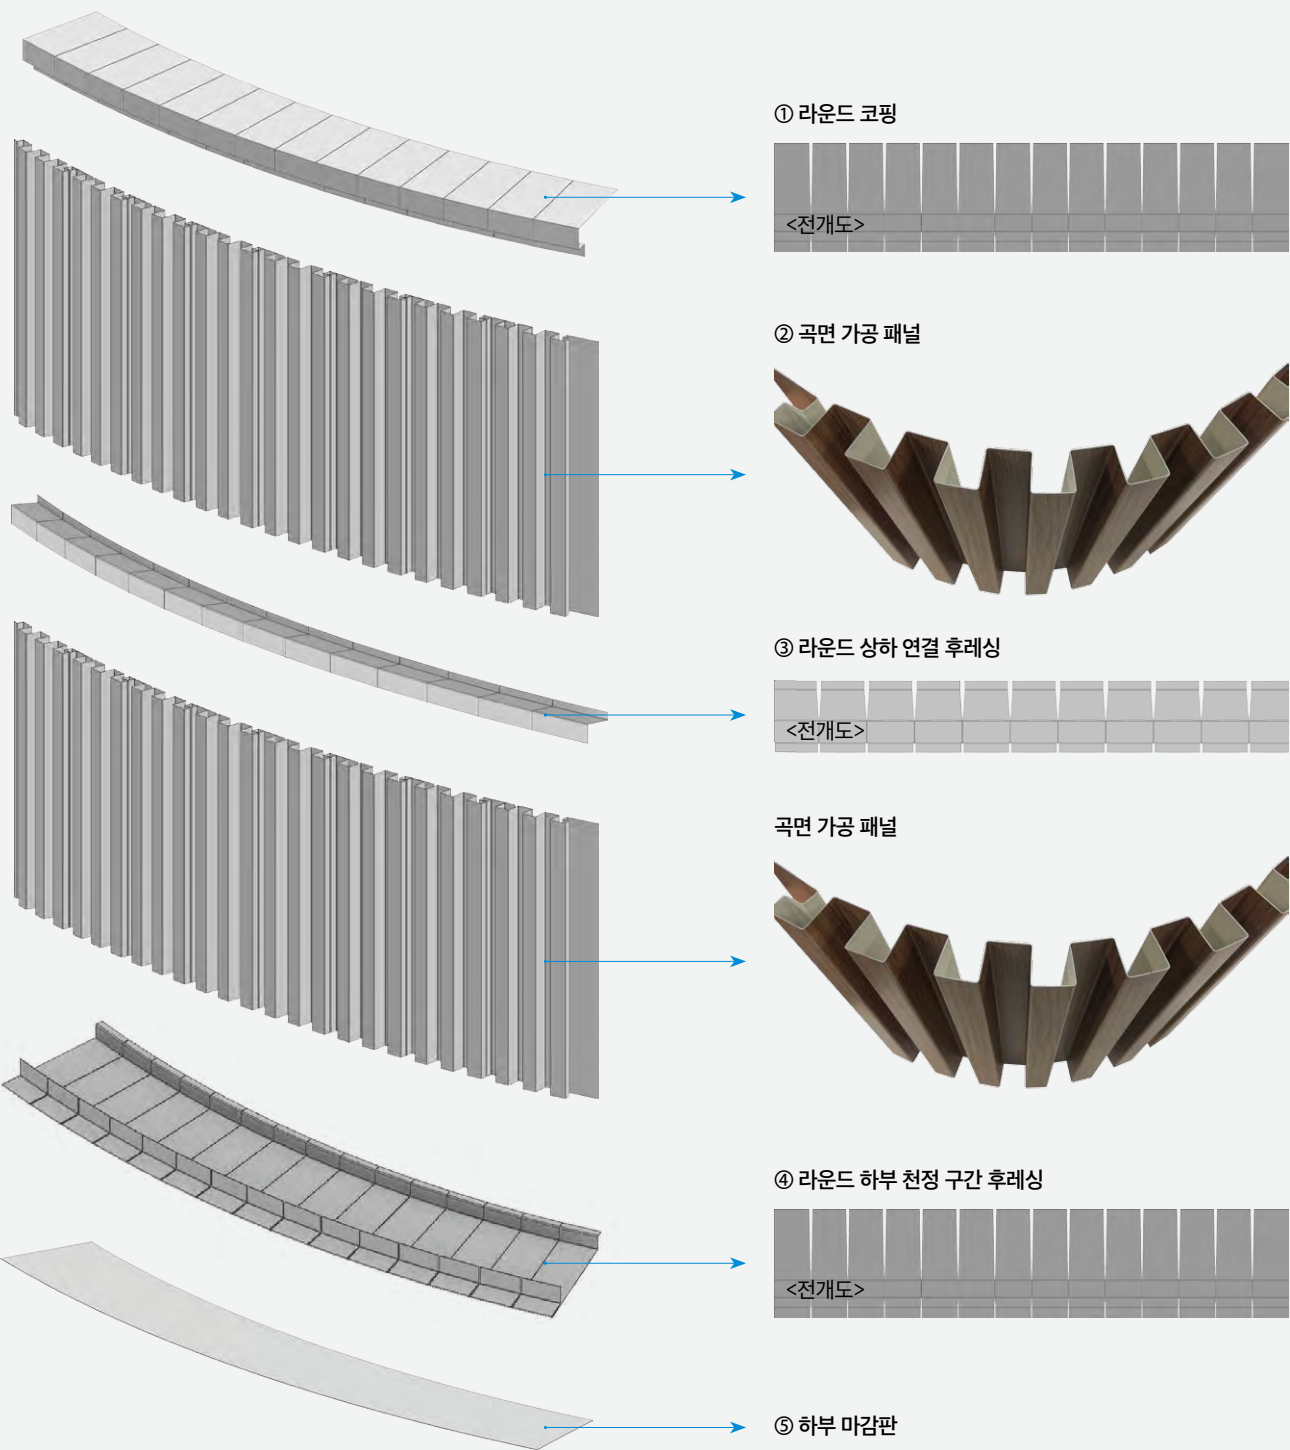 ① 라운드 코핑
<전개도>
② 곡면 가공 패널
③ 라운드 상하 연결 후레싱
<전개도>
곡면 가공 패널
④ 라운드 하부 천정 구간 후레싱
<전개도>
⑤ 하부 마감판